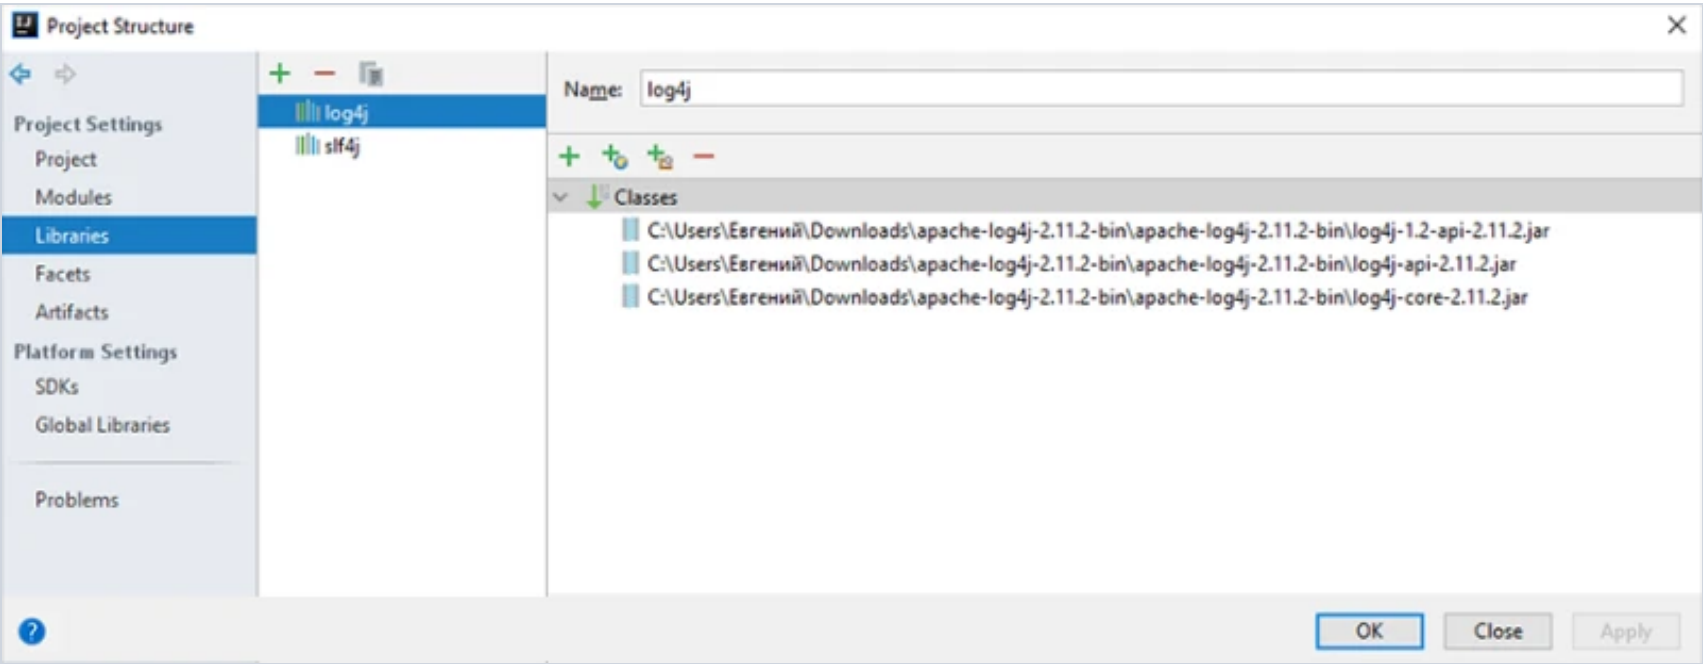 Project Structure
Project Settings
Project
Modules
Libraries
Facets
Artifacts
Platform Settings
SDKs
Global Libraries
Problems
log4j
slf4j
Name: log4j
Classes
C:\Users\Евгений\Downloads\apache-log4j-2.11.2-bin\apache-log4j-2.11.2-bin\log4j-1.2-api-2.11.2.jar
C:\Users\Евгений\Downloads\apache-log4j-2.11.2-bin\apache-log4j-2.11.2-bin\log4j-api-2.11.2.jar
C:\Users\Евгений\Downloads\apache-log4j-2.11.2-bin\apache-log4j-2.11.2-bin\log4j-core-2.11.2.jar
?
OK
Close
Apply